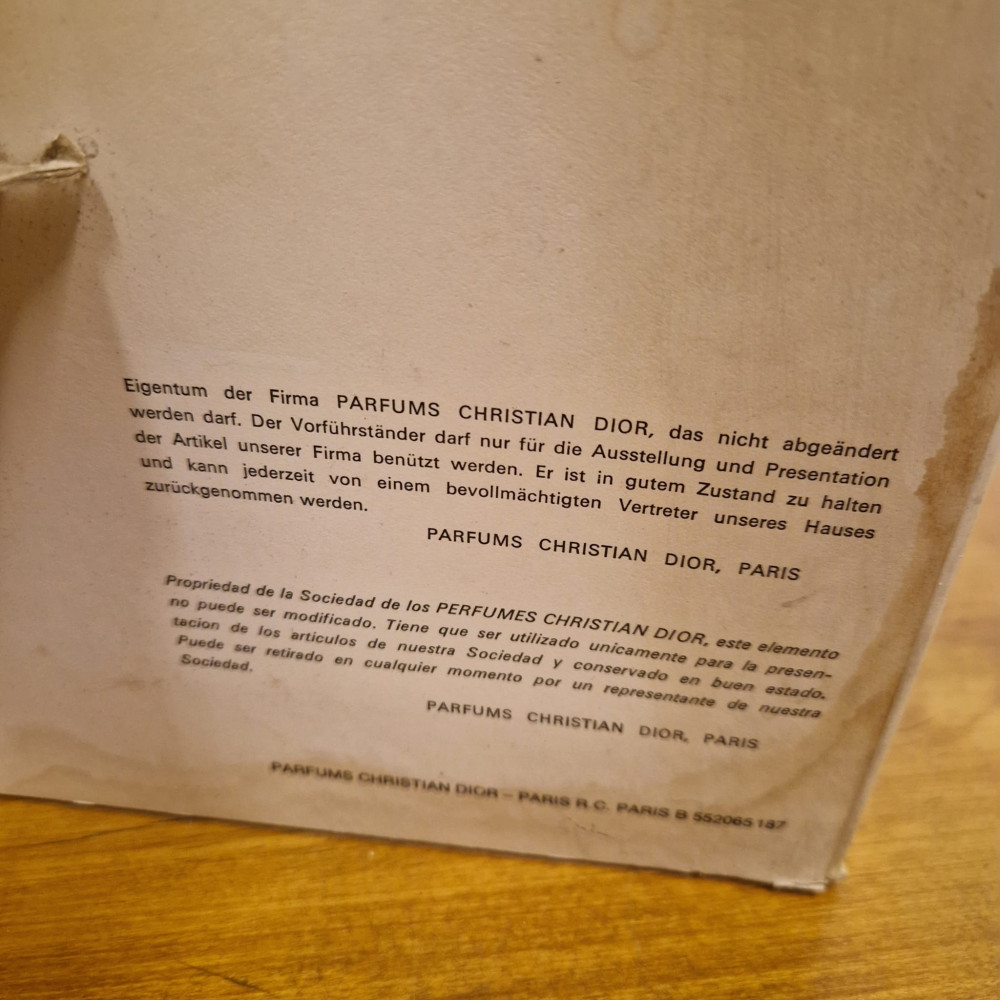 Eigentum der Firma PARFUMS CHRISTIAN DIOR, das nicht abgeändert
werden darf. Der Vorführständer darf nur für die Ausstellung und Presentation
der Artikel unserer Firma benützt werden. Er ist in gutem Zustand zu halten
und kann jederzeit von einem bevollmächtigten Vertreter unseres Hauses
zurückgenommen werden.
PARFUMS CHRISTIAN DIOR, PARIS
Propriedad de la Sociedad de los PERFUMES CHRISTIAN DIOR, este elemento
no puede ser modificado. Tiene que ser utilizado unicamente para la presen-
tacion de los articulos de nuestra Sociedad y conservado en buen estado.
Puede ser retirado en cualquier momento por un representante de nuestra
Sociedad.
PARFUMS CHRISTIAN DIOR, PARIS
PARFUMS CHRISTIAN DIOR – PARIS R.C. PARIS B 552065 187